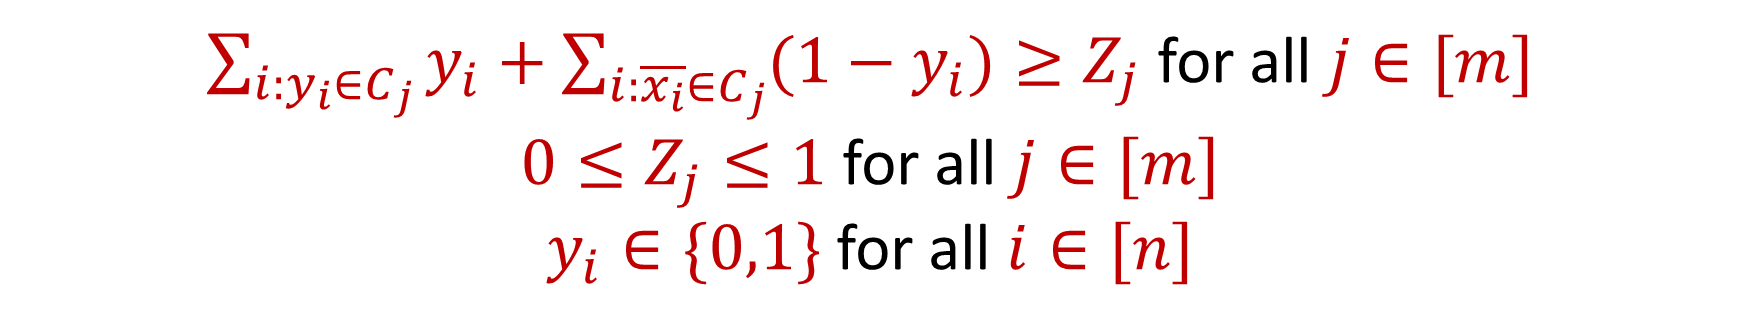 ∑_{i:y_i∈C_j} y_i + ∑_{i:\overline{x_i}∈C_j} (1 − y_i) ≥ Z_j for all j ∈ [m]
0 ≤ Z_j ≤ 1 for all j ∈ [m]
y_i ∈ {0,1} for all i ∈ [n]